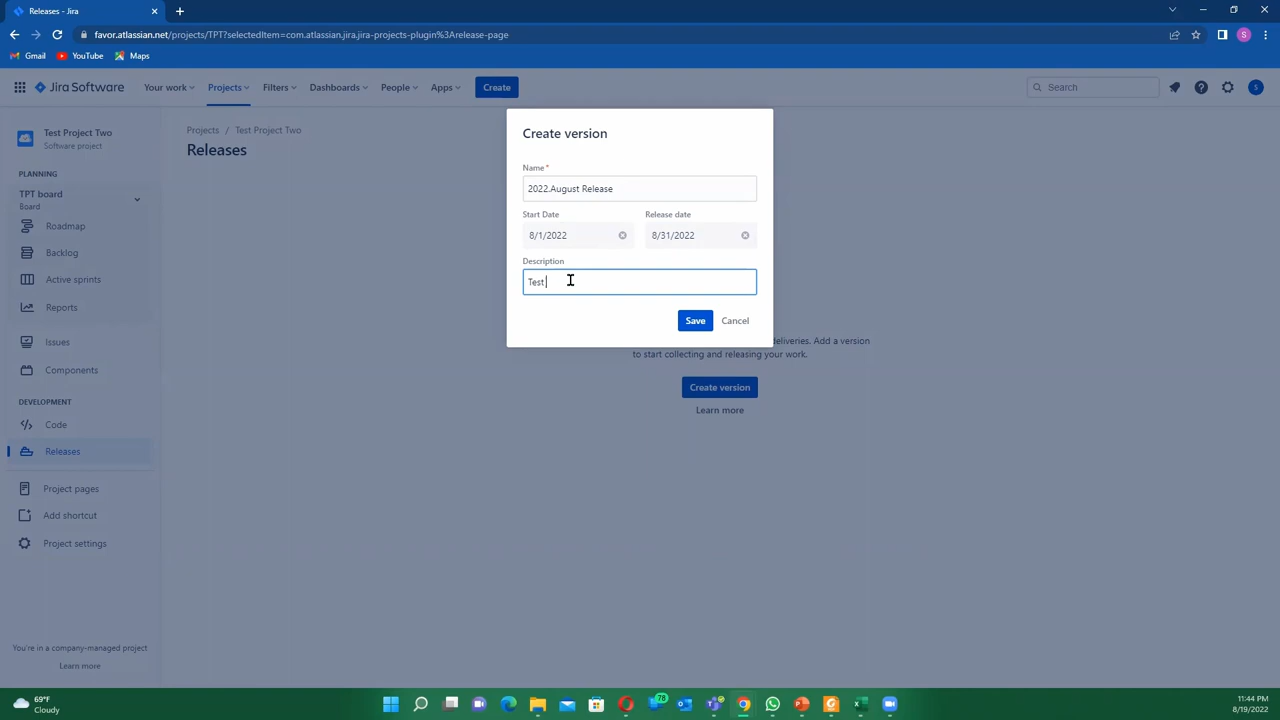 Releases - Jira
favor.atlassian.net/projects/TPT?selectedItem=com.atlassian.jira.jira-projects-plugin%3Arelease-page
S
Gmail
YouTube
Maps
Jira Software
Your work
Projects
Filters
Dashboards
People
Apps
Create
Search
S
Test Project Two
Software project
PLANNING
TPT board
Board
Roadmap
Backlog
Active sprints
Reports
Issues
Components
DEVELOPMENT
Code
Releases
Project pages
Add shortcut
Project settings
You're in a company-managed project
Learn more
Projects / Test Project Two
Releases
Create version
Name*
2022.August Release
Start Date Release date
8/1/2022 8/31/2022
Description
Test
Save Cancel
deliveries. Add a version
to start collecting and releasing your work.
Create version
Learn more
69°F
Cloudy
78
11:44 PM
8/19/2022